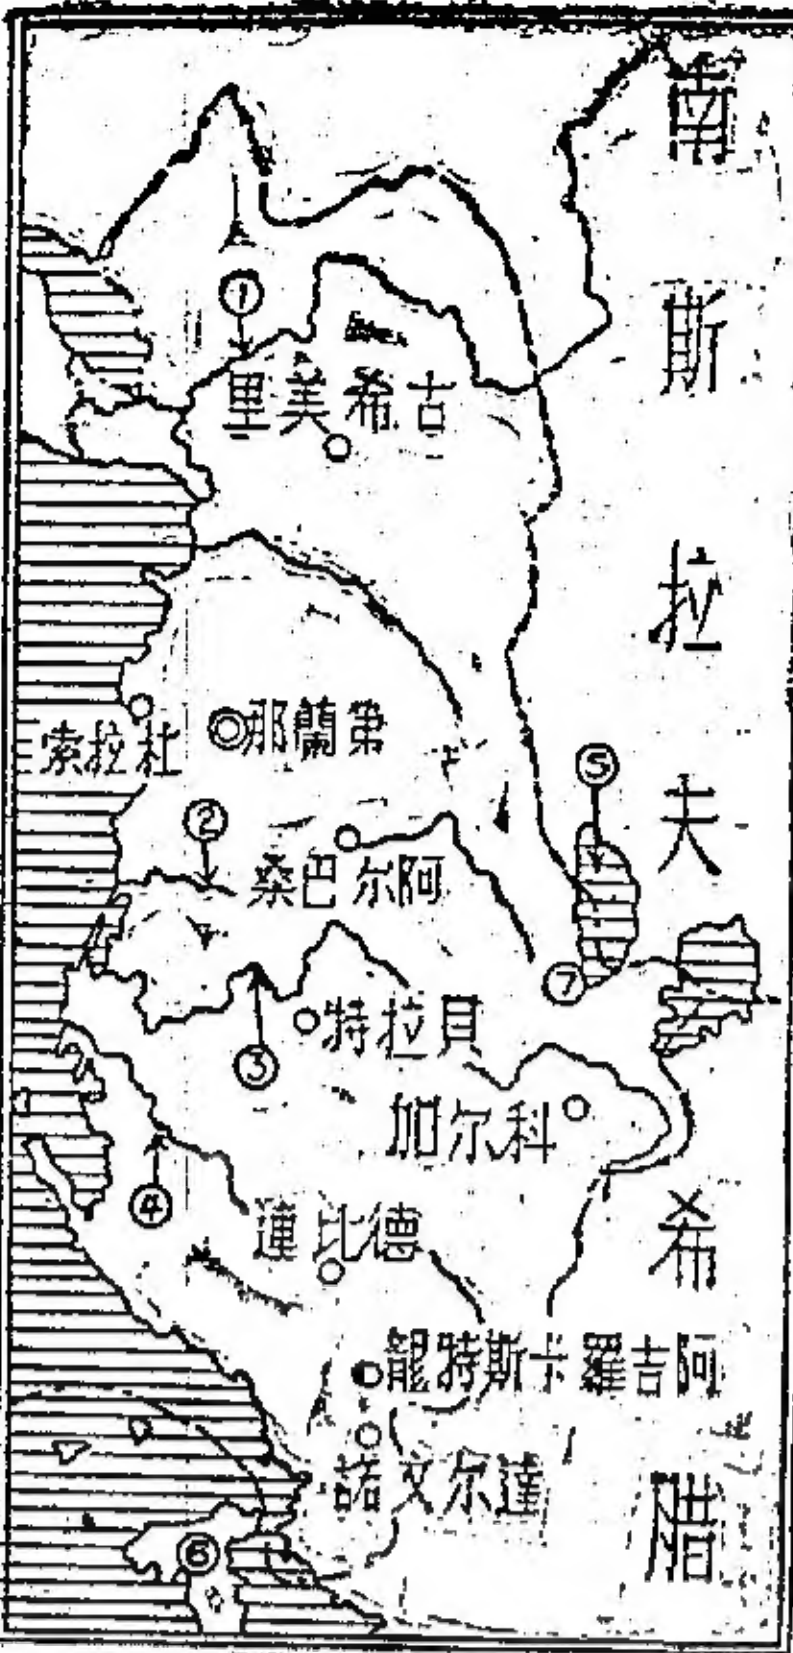 南斯拉夫
①
古希美里
第蘭那
杜拉索
⑤
②
阿尔巴桑
⑦
貝拉特
③
科尔加
④
德比
希腊
阿吉羅卡斯特龍
達尔文諾
⑥